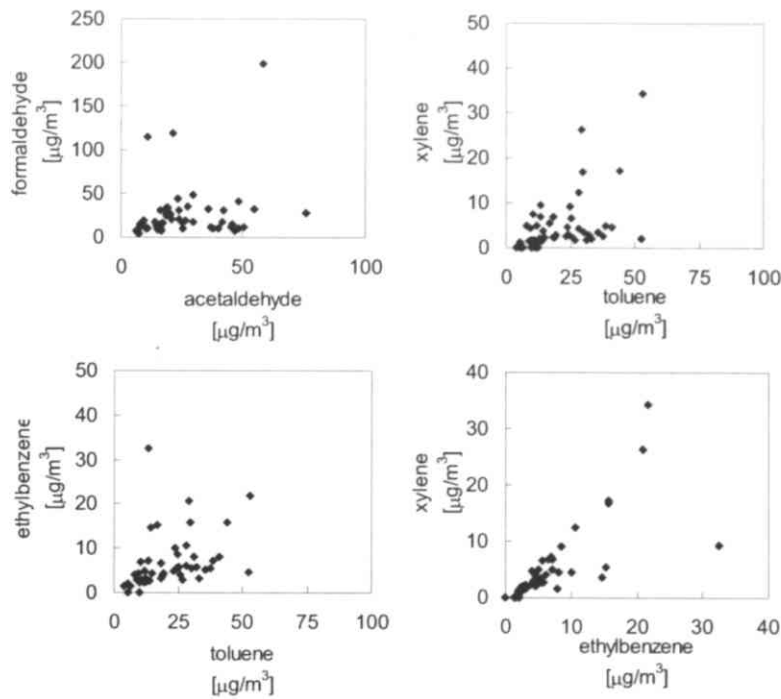 formaldehyde
[µg/m³]
250
200
150
100
50
0
0 50 100
acetaldehyde
[µg/m³]
xylene
[µg/m³]
50
40
30
20
10
0
0 25 50 75 100
toluene
[µg/m³]
ethylbenzene
[µg/m³]
50
40
30
20
10
0
0 25 50 75 100
toluene
[µg/m³]
xylene
[µg/m³]
40
30
20
10
0
0 10 20 30 40
ethylbenzene
[µg/m³]